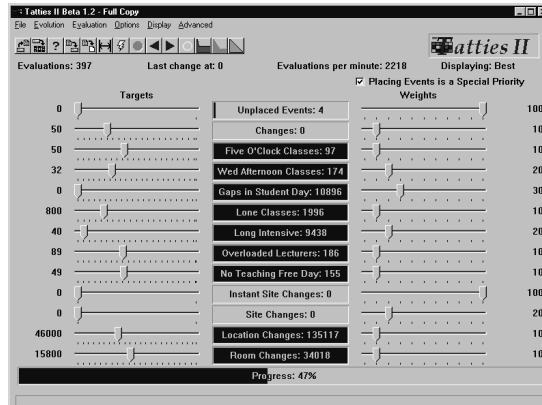 Tatties II Beta 1.2 - Full Copy
File Evolution Evaluation Options Display Advanced
Tatties II
Evaluations: 397 Last change at: 0 Evaluations per minute: 2218 Displaying: Best
Placing Events is a Special Priority
Targets Weights
0 Unplaced Events: 4 100
50 Changes: 0 10
50 Five O'Clock Classes: 97 10
32 Wed Afternoon Classes: 174 20
0 Gaps in Student Day: 10896 30
800 Lone Classes: 1996 10
40 Long Intensive: 9438 20
89 Overloaded Lecturers: 186 10
49 No Teaching Free Day: 155 10
0 Instant Site Changes: 0 100
0 Site Changes: 0 20
46000 Location Changes: 135117 10
15800 Room Changes: 34018 10
Progress: 47%